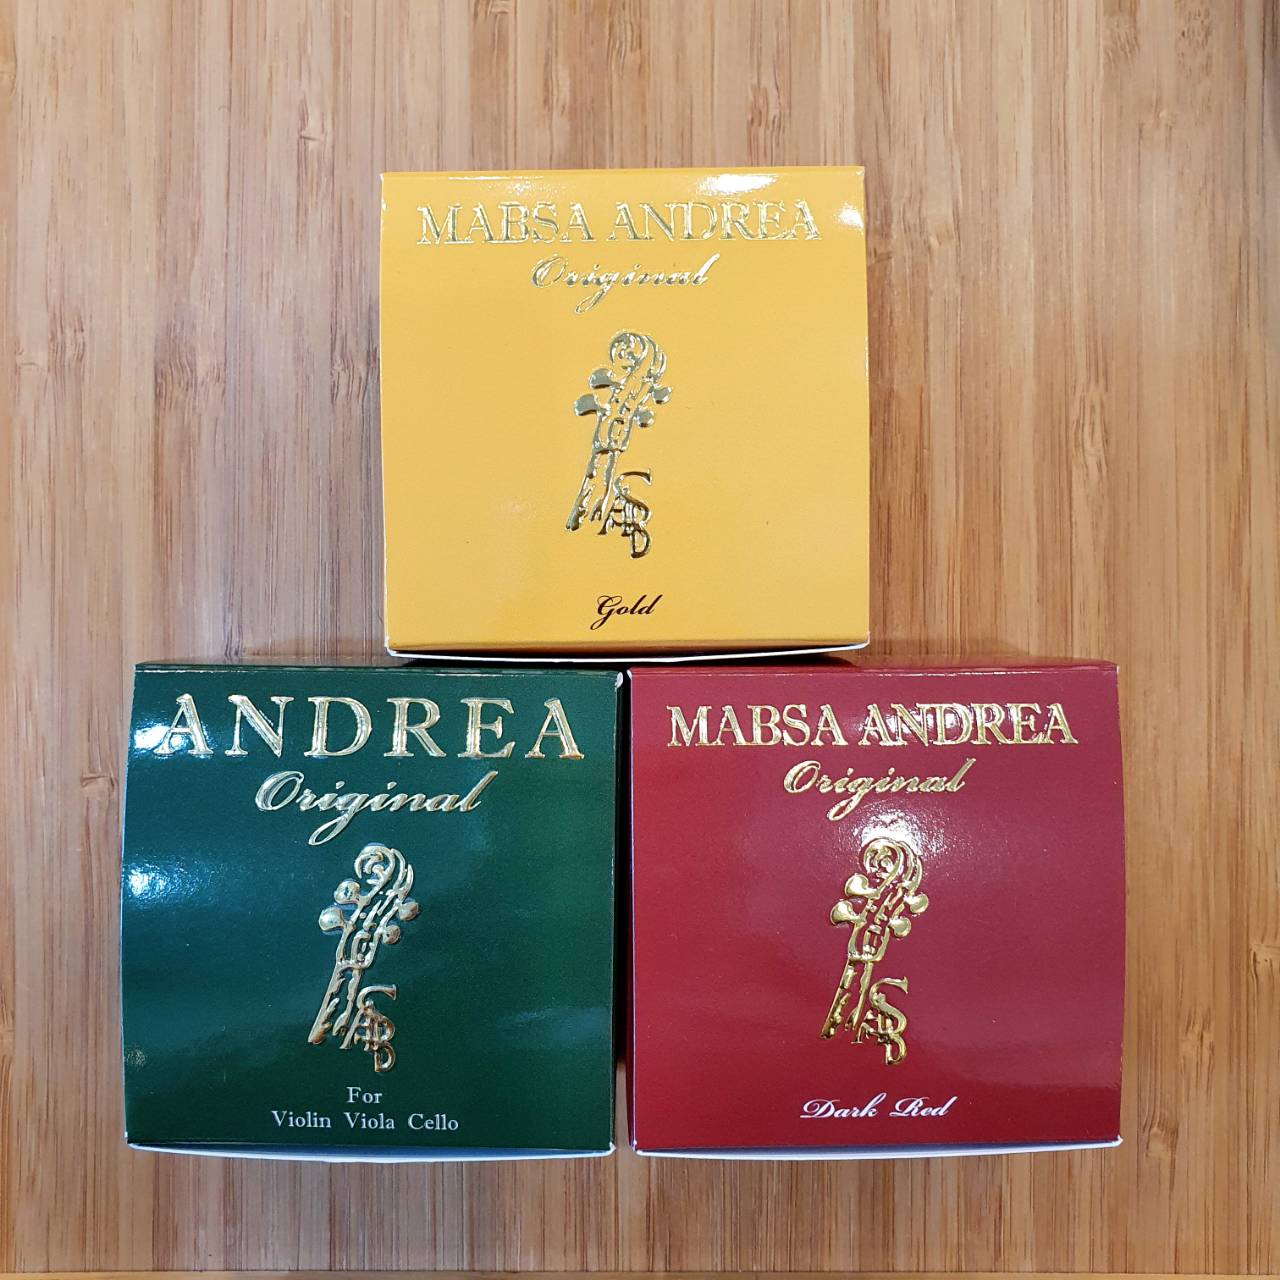 MABSA ANDREA
Original
Gold
ANDREA
Original
For
Violin Viola Cello
MABSA ANDREA
Original
Dark Red